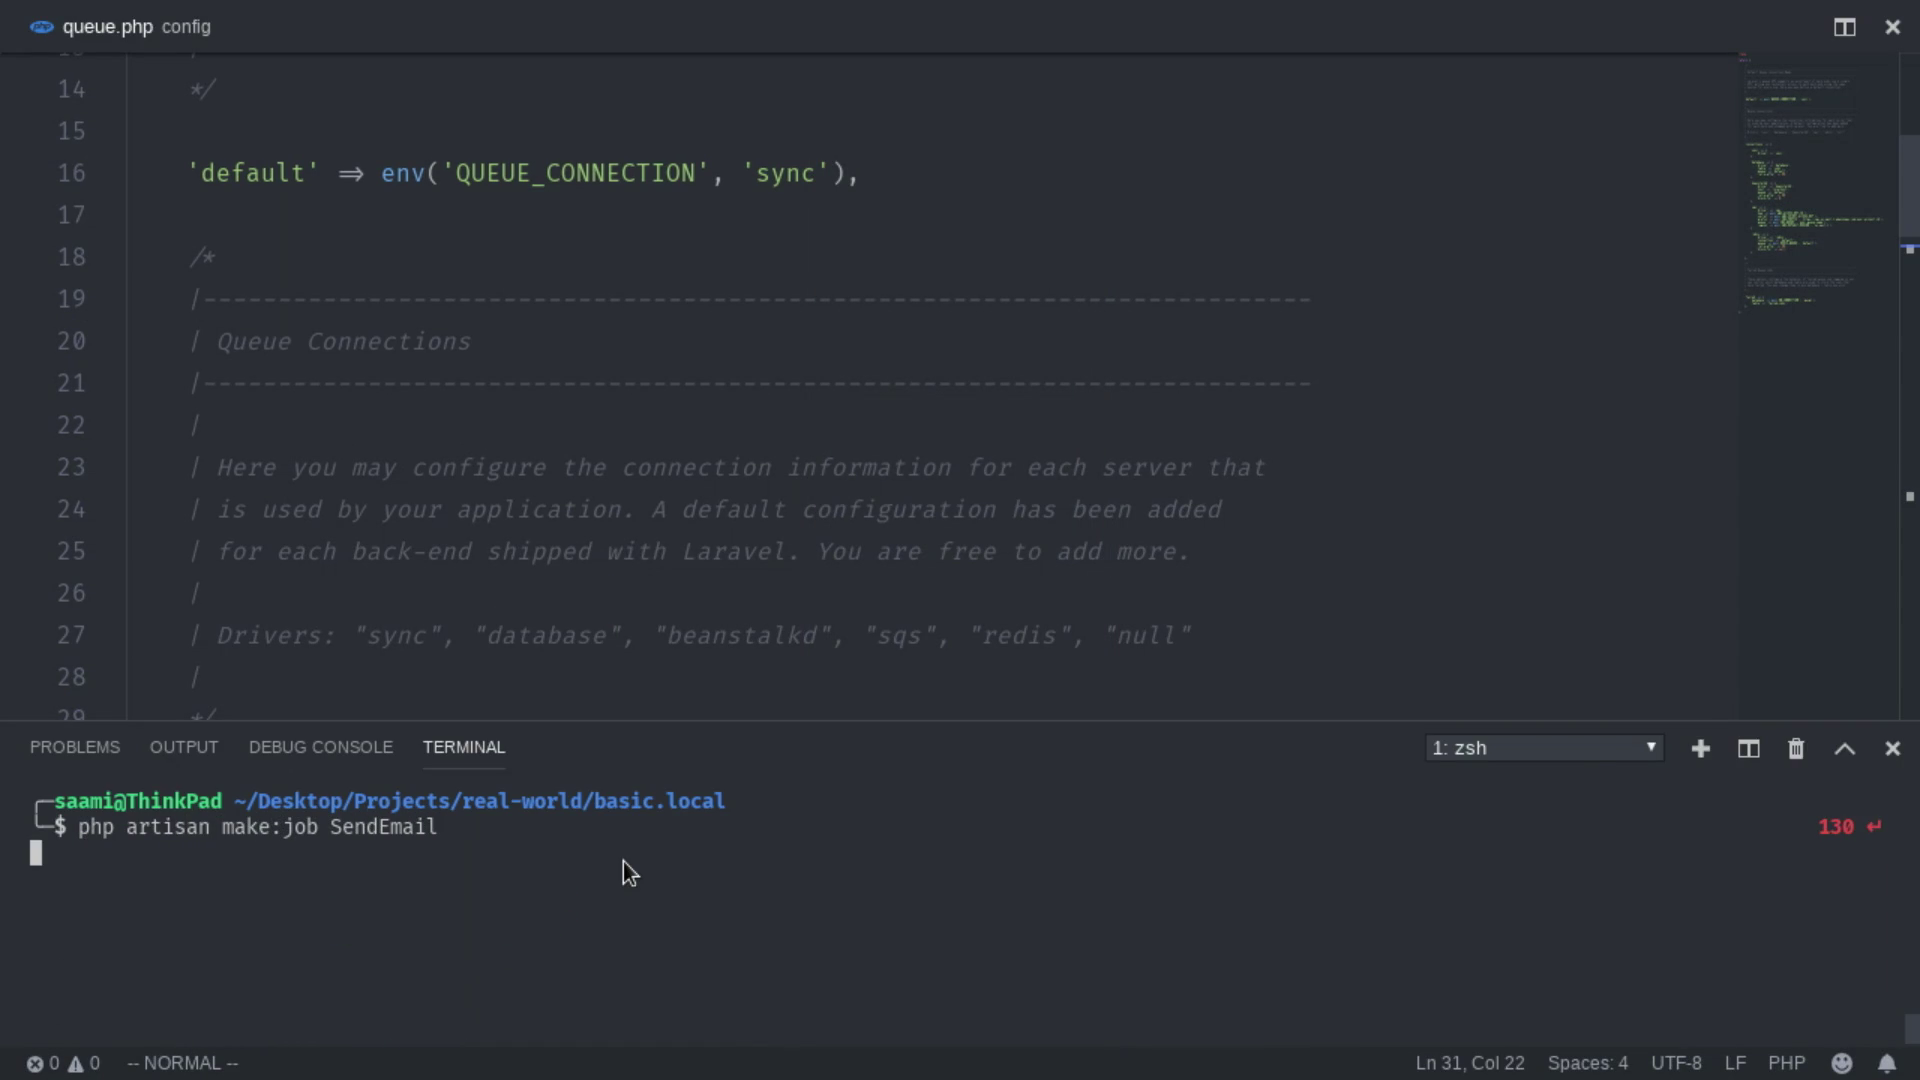 queue.php config
14 */
15
16 'default' => env('QUEUE_CONNECTION', 'sync'),
17
18 /*
19 |--------------------------------------------------------------------------
20 | Queue Connections
21 |--------------------------------------------------------------------------
22 |
23 | Here you may configure the connection information for each server that
24 | is used by your application. A default configuration has been added
25 | for each back-end shipped with Laravel. You are free to add more.
26 |
27 | Drivers: "sync", "database", "beanstalkd", "sqs", "redis", "null"
28 |
29 */
PROBLEMS OUTPUT DEBUG CONSOLE TERMINAL 1: zsh
saami@ThinkPad ~/Desktop/Projects/real-world/basic.local
$ php artisan make:job SendEmail 130 ↵
0 0 -- NORMAL -- Ln 31, Col 22 Spaces: 4 UTF-8 LF PHP